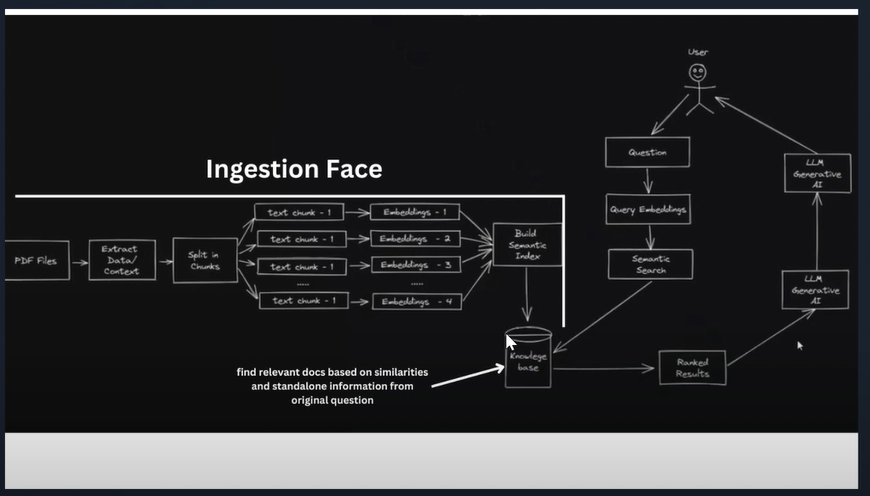 User
Question
LLM
Generative
AI
Ingestion Face
Query Embeddings
text chunk - 1
Embeddings - 1
Build
Semantic
Index
PDF Files
Extract
Data/
Context
Split in
Chunks
text chunk - 1
Embeddings - 2
text chunk - 1
Embeddings - 3
.....
.....
text chunk - 1
Embeddings - 4
Semantic
Search
LLM
Generative
AI
Knowlege
base
Ranked
Results
find relevant docs based on similarities
and standalone information from
original question